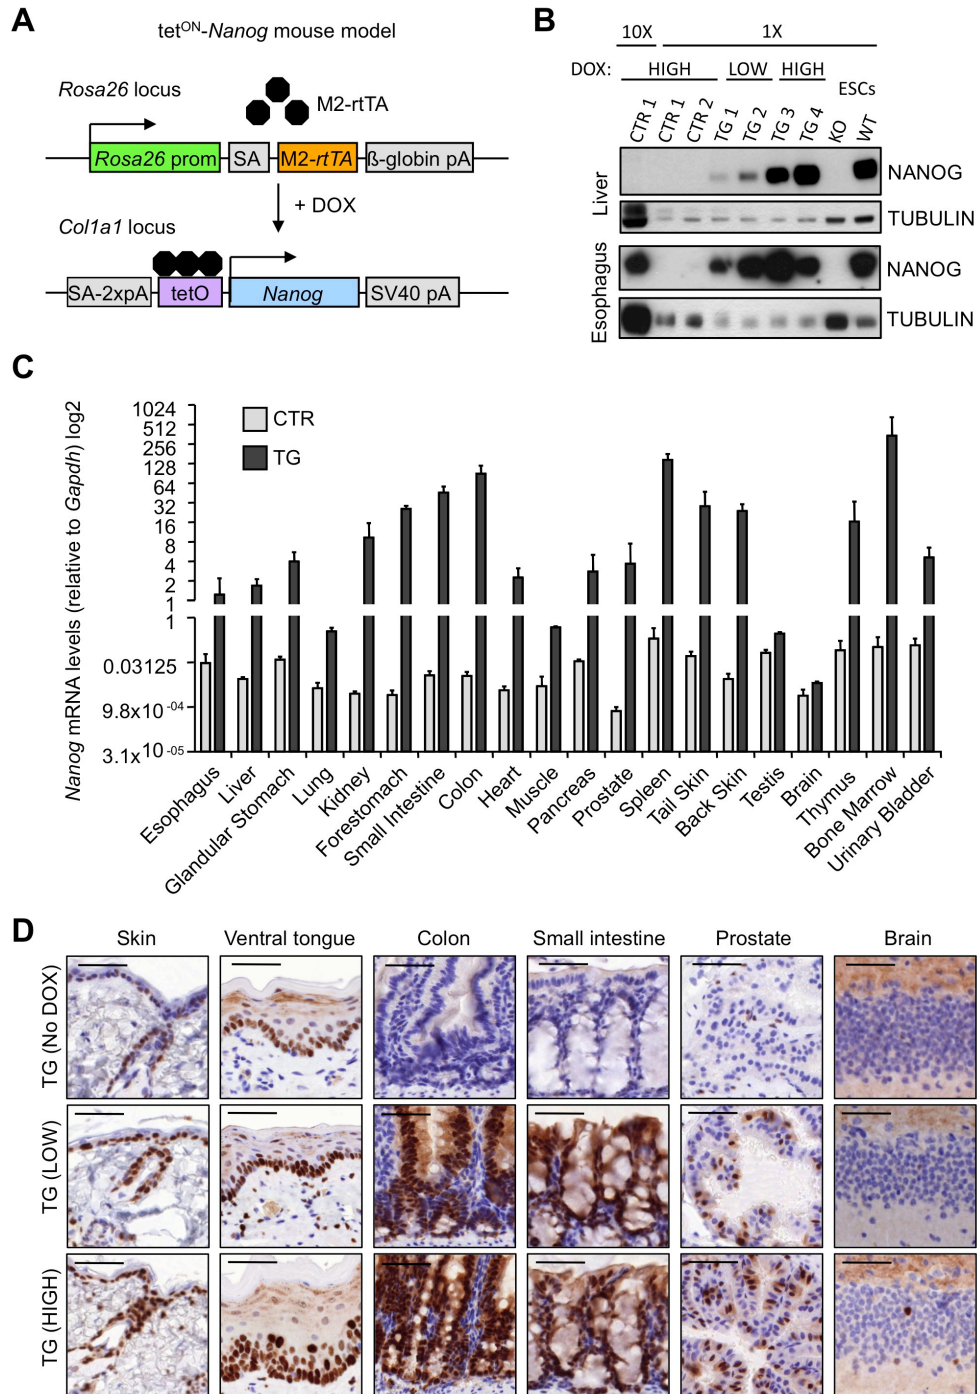 A
tetON-Nanog mouse model
Rosa26 locus
M2-rtTA
Rosa26 prom
SA
M2-rtTA
ß-globin pA
+ DOX
Col1a1 locus
SA-2xpA
tetO
Nanog
SV40 pA
B
10X
1X
DOX:
HIGH
LOW
HIGH
ESCs
CTR 1
CTR 1
CTR 2
TG 1
TG 2
TG 3
TG 4
KO
WT
Liver
NANOG
TUBULIN
Esophagus
NANOG
TUBULIN
C
Nanog mRNA levels (relative to Gapdh) log2
1024
512
256
128
64
32
16
8
4
2
1
1
0.03125
9.8x10-04
3.1x10-05
CTR
TG
Esophagus
Liver
Glandular Stomach
Lung
Kidney
Forestomach
Small Intestine
Colon
Heart
Muscle
Pancreas
Prostate
Spleen
Tail Skin
Back Skin
Testis
Brain
Thymus
Bone Marrow
Urinary Bladder
D
Skin
Ventral tongue
Colon
Small intestine
Prostate
Brain
TG (No DOX)
TG (LOW)
TG (HIGH)